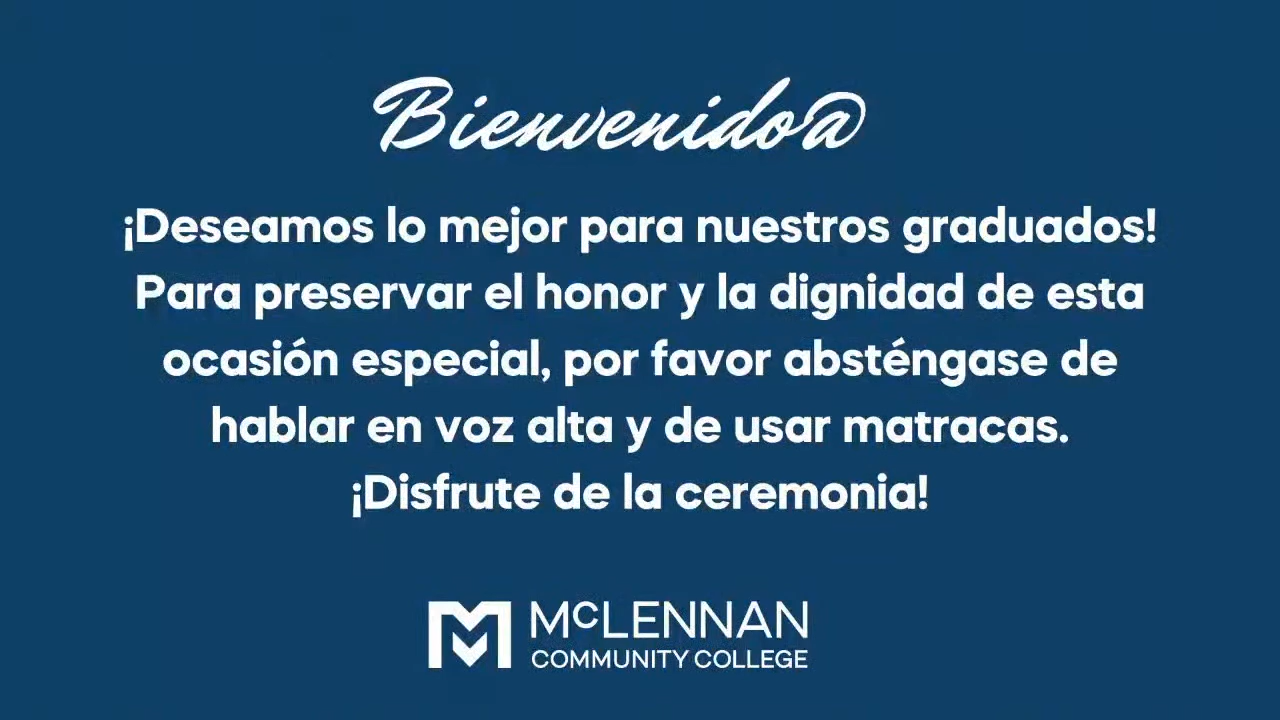 Bienvenido@
¡Deseamos lo mejor para nuestros graduados!
Para preservar el honor y la dignidad de esta
ocasión especial, por favor absténgase de
hablar en voz alta y de usar matracas.
¡Disfrute de la ceremonia!
McLENNAN
COMMUNITY COLLEGE